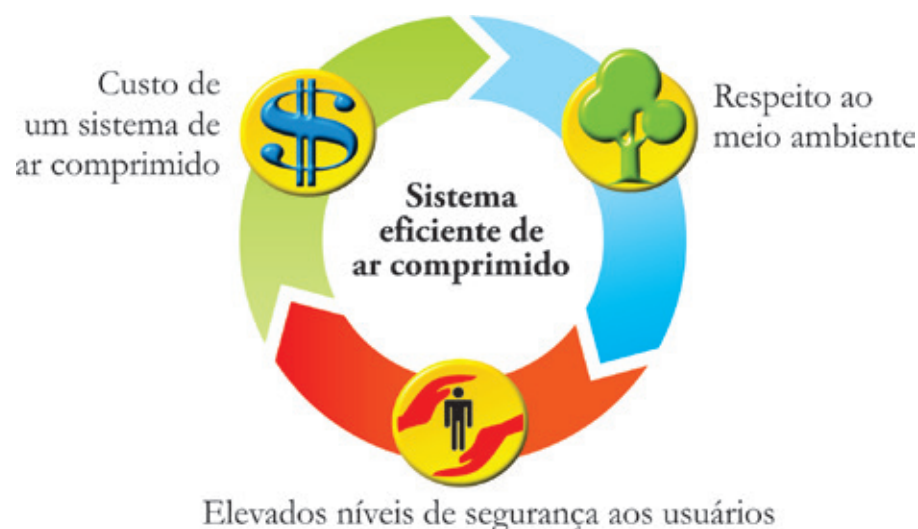 Custo de
um sistema de
ar comprimido
$
Respeito ao
meio ambiente
Sistema
eficiente de
ar comprimido
Elevados níveis de segurança aos usuários